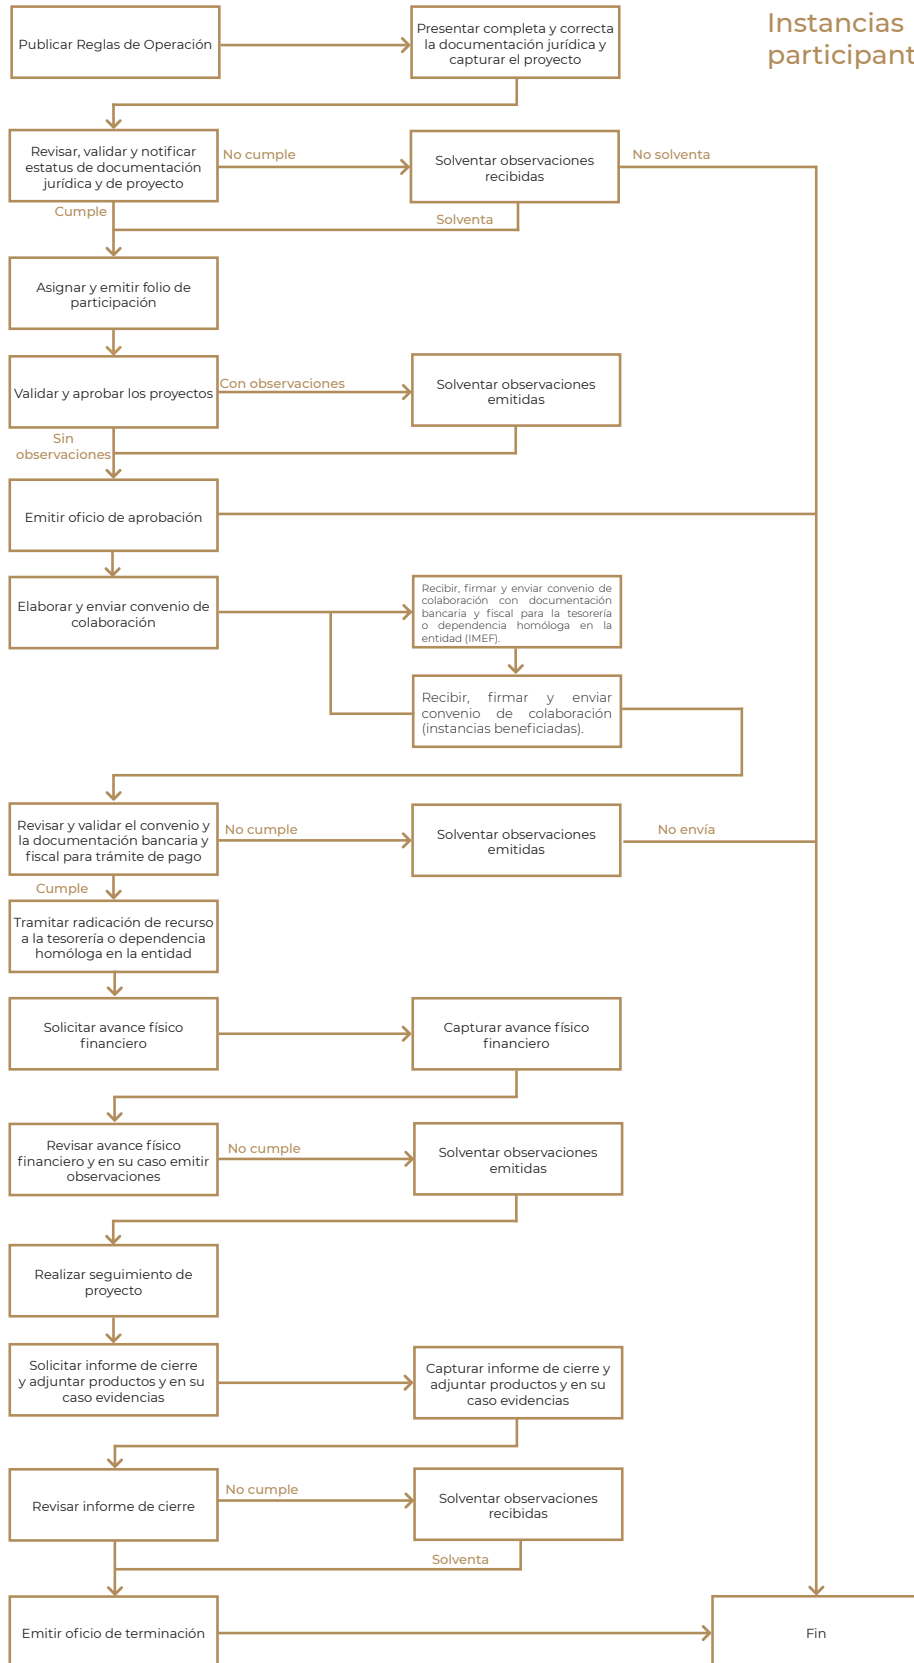 Instancias
participant
Publicar Reglas de Operación
Presentar completa y correcta
la documentación jurídica y
capturar el proyecto
Revisar, validar y notificar
estatus de documentación
jurídica y de proyecto
No cumple
Solventar observaciones
recibidas
No solventa
Cumple
Solventa
Asignar y emitir folio de
participación
Validar y aprobar los proyectos
Con observaciones
Solventar observaciones
emitidas
Sin
observaciones
Emitir oficio de aprobación
Elaborar y enviar convenio de
colaboración
Recibir, firmar y enviar convenio de
colaboración con documentación
bancaria y fiscal para la tesorería
o dependencia homóloga en la
entidad (IMEF).
Recibir, firmar y enviar
convenio de colaboración
(instancias beneficiadas).
Revisar y validar el convenio y
la documentación bancaria y
fiscal para trámite de pago
No cumple
Solventar observaciones
emitidas
No envía
Cumple
Tramitar radicación de recurso
a la tesorería o dependencia
homóloga en la entidad
Solicitar avance físico
financiero
Capturar avance físico
financiero
Revisar avance físico
financiero y en su caso emitir
observaciones
No cumple
Solventar observaciones
emitidas
Realizar seguimiento de
proyecto
Solicitar informe de cierre
y adjuntar productos y en su
caso evidencias
Capturar informe de cierre y
adjuntar productos y en su
caso evidencias
Revisar informe de cierre
No cumple
Solventar observaciones
recibidas
Solventa
Emitir oficio de terminación
Fin